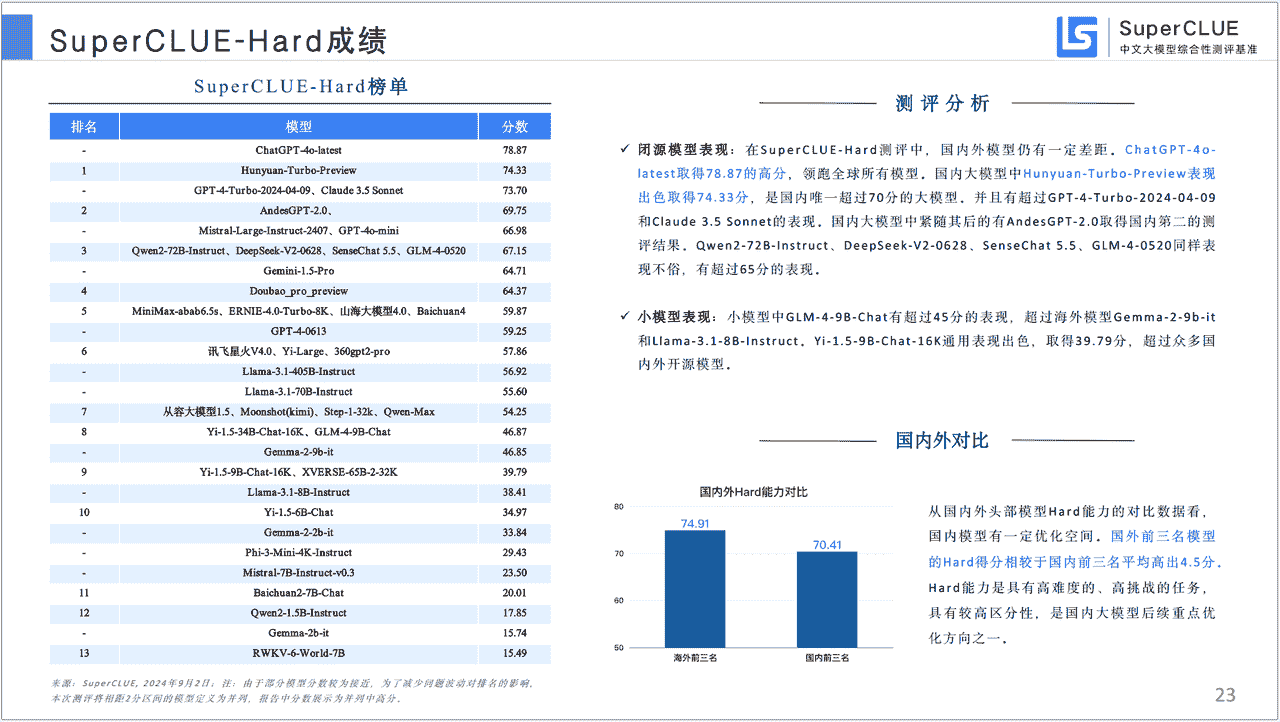 SuperCLUE-Hard成绩
SuperCLUE
中文大模型综合性测评基准
SuperCLUE-Hard榜单
排名 模型 分数
- ChatGPT-4o-latest 78.87
1 Hunyuan-Turbo-Preview 74.33
- GPT-4-Turbo-2024-04-09、Claude 3.5 Sonnet 73.70
2 AndesGPT-2.0、 69.75
- Mistral-Large-Instruct-2407、GPT-4o-mini 66.98
3 Qwen2-72B-Instruct、DeepSeek-V2-0628、SenseChat 5.5、GLM-4-0520 67.15
- Gemini-1.5-Pro 64.71
4 Doubao_pro_preview 64.37
5 MiniMax-abab6.5s、ERNIE-4.0-Turbo-8K、山海大模型4.0、Baichuan4 59.87
- GPT-4-0613 59.25
6 讯飞星火V4.0、Yi-Large、360gpt2-pro 57.86
- Llama-3.1-405B-Instruct 56.92
- Llama-3.1-70B-Instruct 55.60
7 从容大模型1.5、Moonshot(kimi)、Step-1-32k、Qwen-Max 54.25
8 Yi-1.5-34B-Chat-16K、GLM-4-9B-Chat 46.87
- Gemma-2-9b-it 46.85
9 Yi-1.5-9B-Chat-16K、XVERSE-65B-2-32K 39.79
- Llama-3.1-8B-Instruct 38.41
10 Yi-1.5-6B-Chat 34.97
- Gemma-2-2b-it 33.84
- Phi-3-Mini-4K-Instruct 29.43
- Mistral-7B-Instruct-v0.3 23.50
11 Baichuan2-7B-Chat 20.01
12 Qwen2-1.5B-Instruct 17.85
- Gemma-2b-it 15.74
13 RWKV-6-World-7B 15.49
来源：SuperCLUE, 2024年9月2日；注：由于部分模型分数较为接近，为了减少问题波动对排名的影响，
本次测评将相距2分区间的模型定义为并列，报告中分数展示为并列中高分。
测评分析
✓ 闭源模型表现：在SuperCLUE-Hard测评中，国内外模型仍有一定差距。ChatGPT-4o-
latest取得78.87的高分，领跑全球所有模型。国内大模型中Hunyuan-Turbo-Preview表现
出色取得74.33分，是国内唯一超过70分的大模型。并且有超过GPT-4-Turbo-2024-04-09
和Claude 3.5 Sonnet的表现。国内大模型中紧随其后的有AndesGPT-2.0取得国内第二的测
评结果。Qwen2-72B-Instruct、DeepSeek-V2-0628、SenseChat 5.5、GLM-4-0520同样表
现不俗，有超过65分的表现。
✓ 小模型表现：小模型中GLM-4-9B-Chat有超过45分的表现，超过海外模型Gemma-2-9b-it
和Llama-3.1-8B-Instruct。Yi-1.5-9B-Chat-16K通用表现出色，取得39.79分，超过众多国
内外开源模型。
国内外对比
国内外Hard能力对比
80
74.91
70.41
70
60
50
海外前三名 国内前三名
从国内外头部模型Hard能力的对比数据看，
国内模型有一定优化空间。国外前三名模型
的Hard得分相较于国内前三名平均高出4.5分。
Hard能力是具有高难度的、高挑战的任务，
具有较高区分性，是国内大模型后续重点优
化方向之一。
23